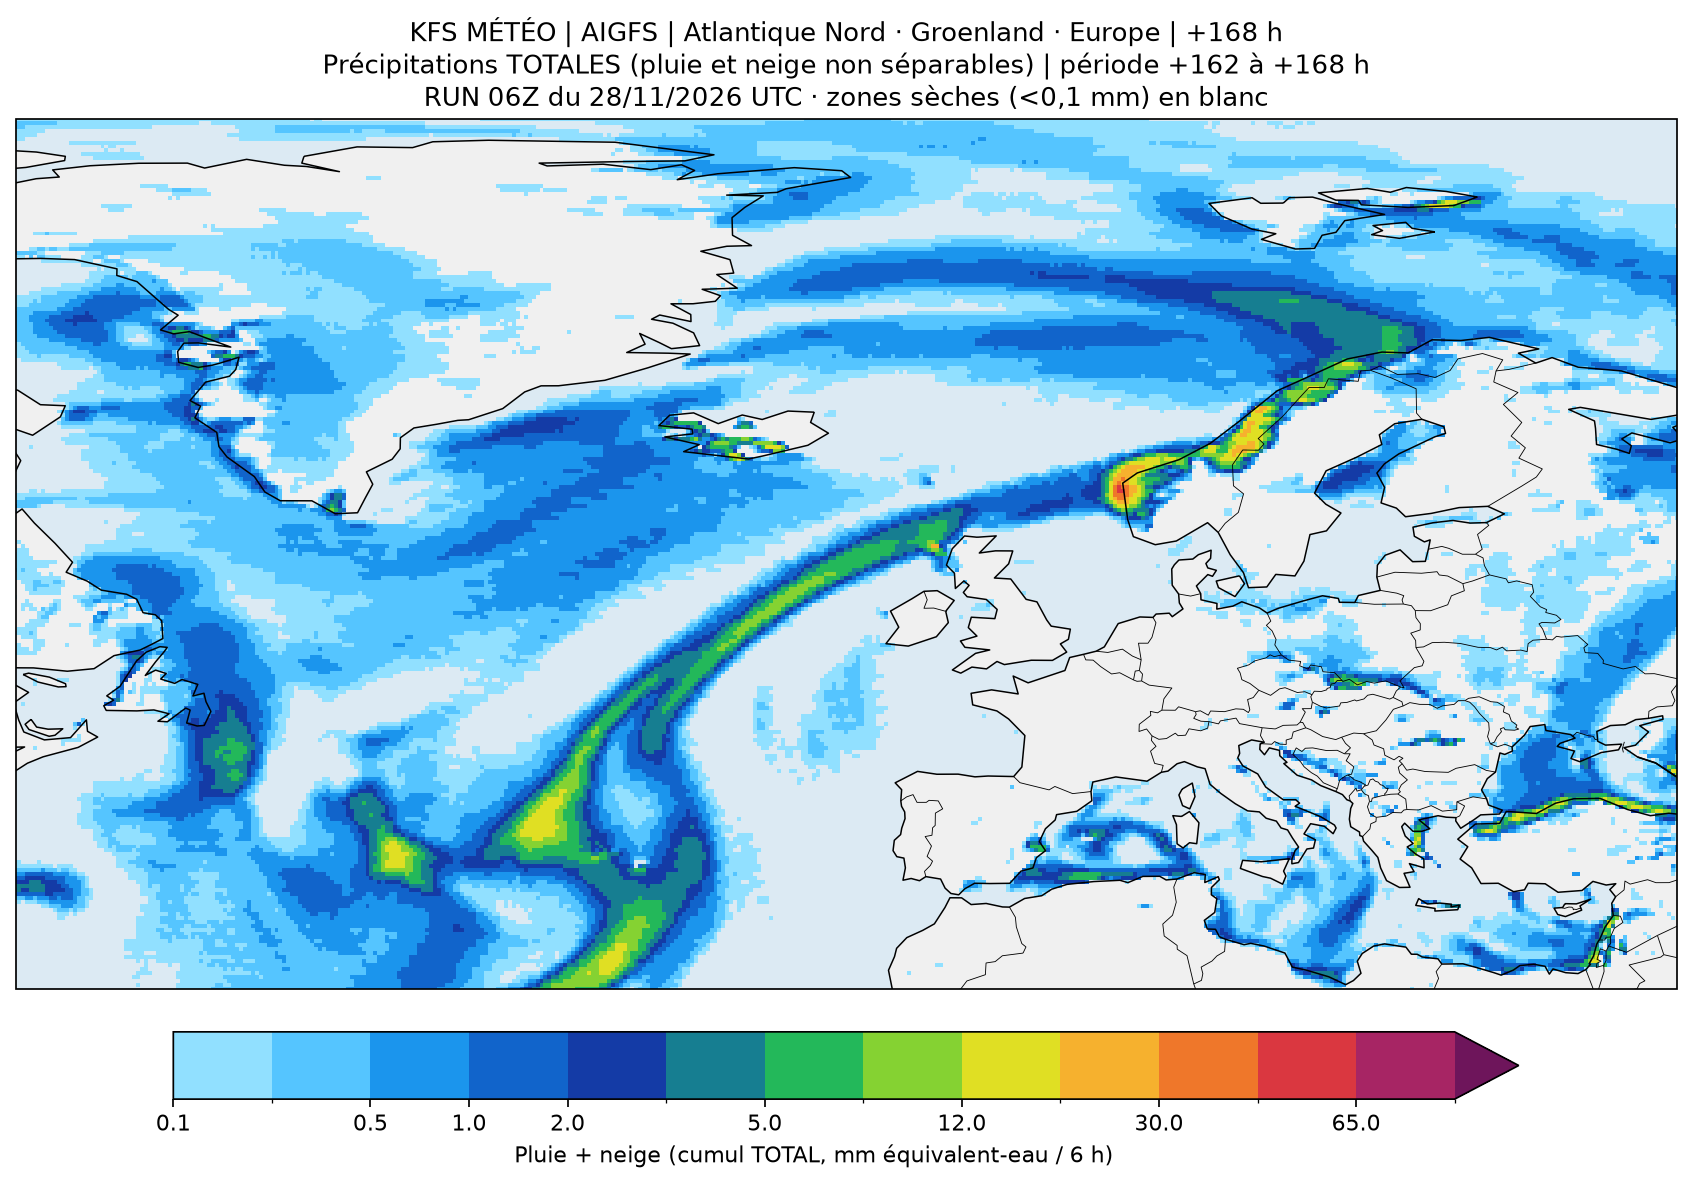 KFS MÉTÉO | AIGFS | Atlantique Nord · Groenland · Europe | +168 h
Précipitations TOTALES (pluie et neige non séparables) | période +162 à +168 h
RUN 06Z du 28/11/2026 UTC · zones sèches (<0,1 mm) en blanc
0.1 0.5 1.0 2.0 5.0 12.0 30.0 65.0
Pluie + neige (cumul TOTAL, mm équivalent-eau / 6 h)